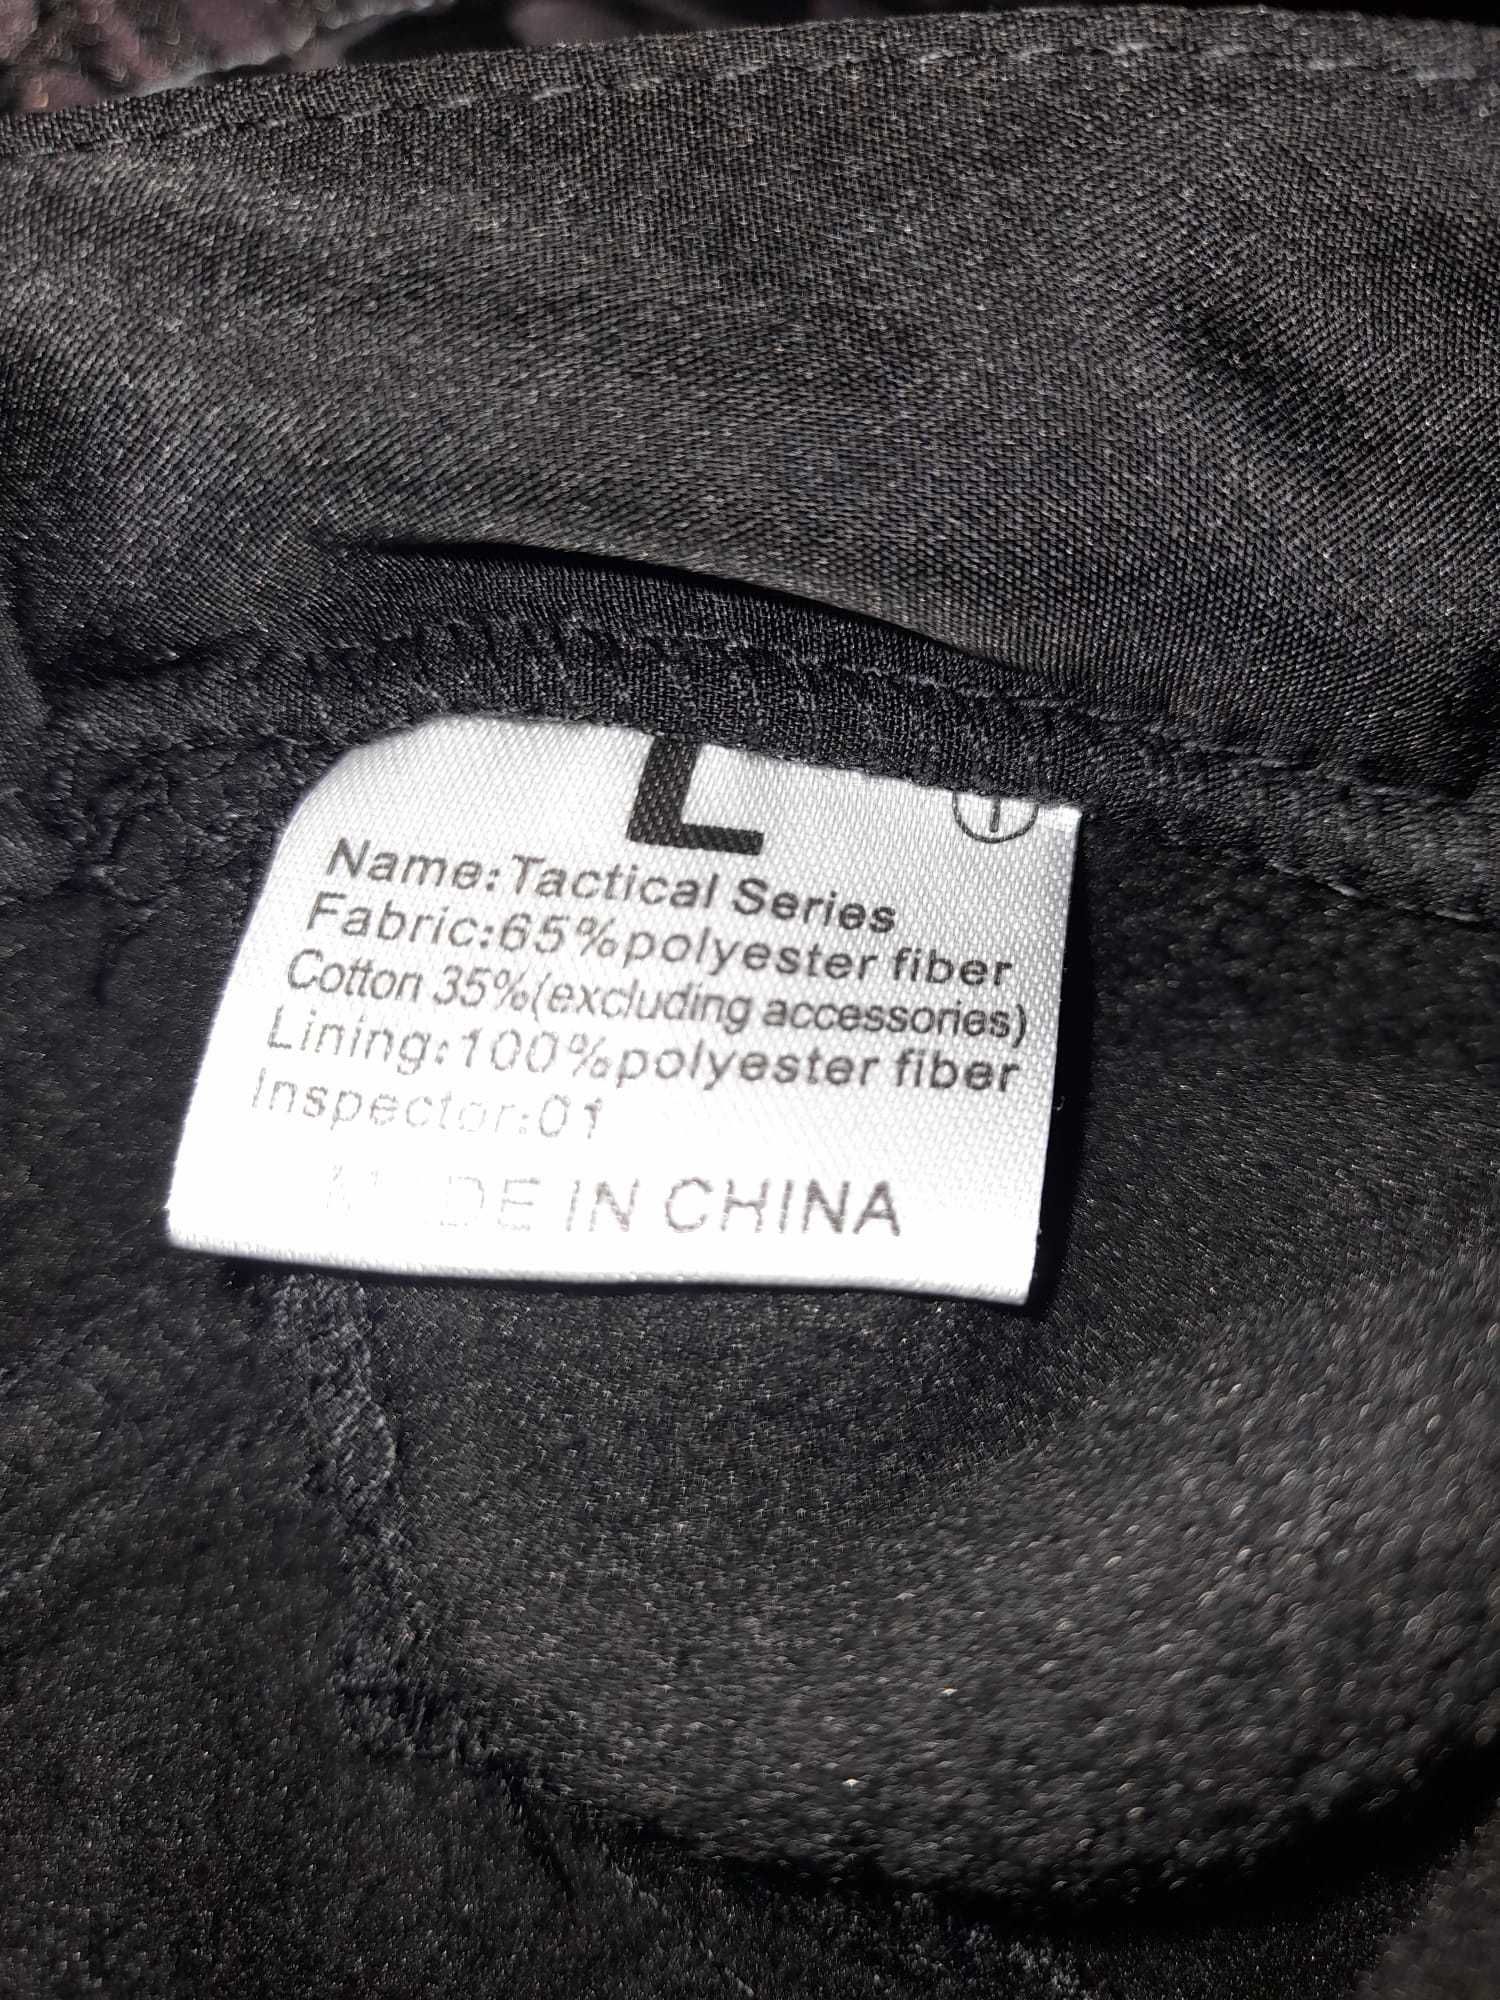 L
Name:Tactical Series
Fabric:65%polyester fiber
Cotton 35%(excluding accessories)
Lining:100%polyester fiber
Inspector:01
MADE IN CHINA